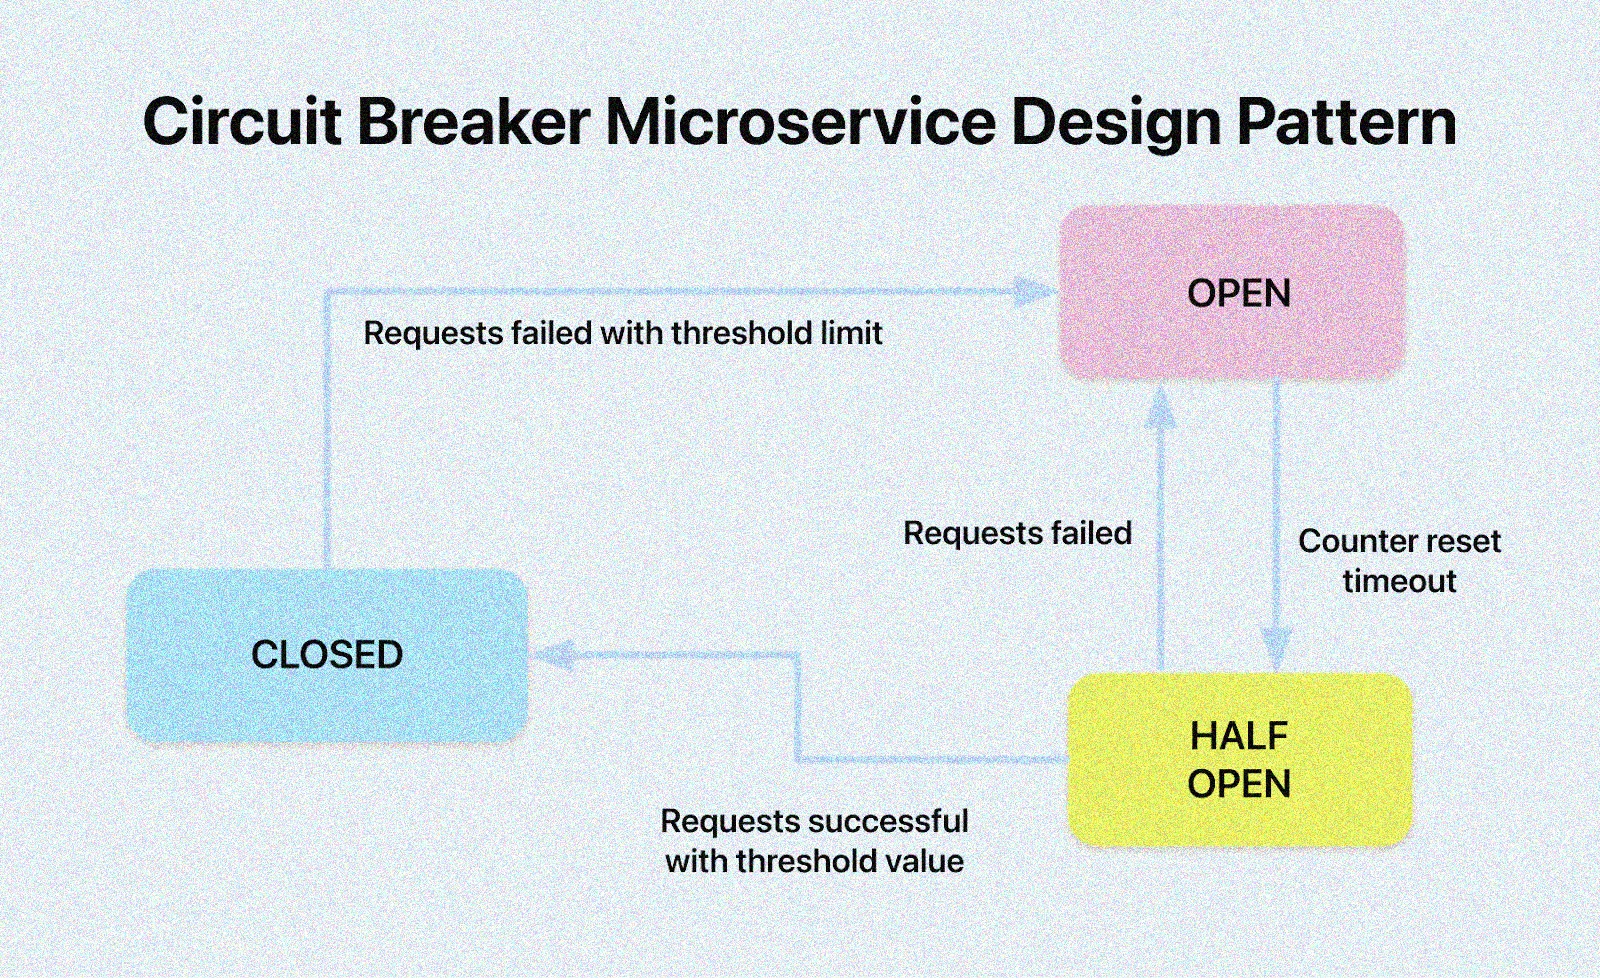 Circuit Breaker Microservice Design Pattern
OPEN
Requests failed with threshold limit
Requests failed
Counter reset
timeout
CLOSED
HALF
OPEN
Requests successful
with threshold value